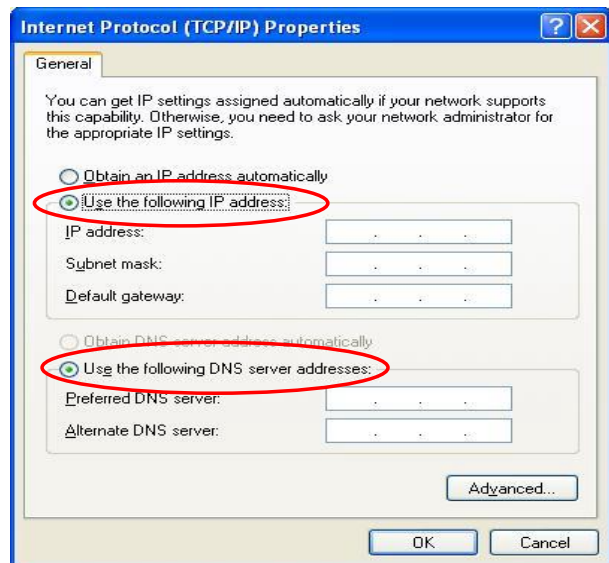 Internet Protocol (TCP/IP) Properties
General
You can get IP settings assigned automatically if your network supports
this capability. Otherwise, you need to ask your network administrator for
the appropriate IP settings.
Obtain an IP address automatically
Use the following IP address:
IP address:
Subnet mask:
Default gateway:
Obtain DNS server address automatically
Use the following DNS server addresses:
Preferred DNS server:
Alternate DNS server:
Advanced...
OK Cancel